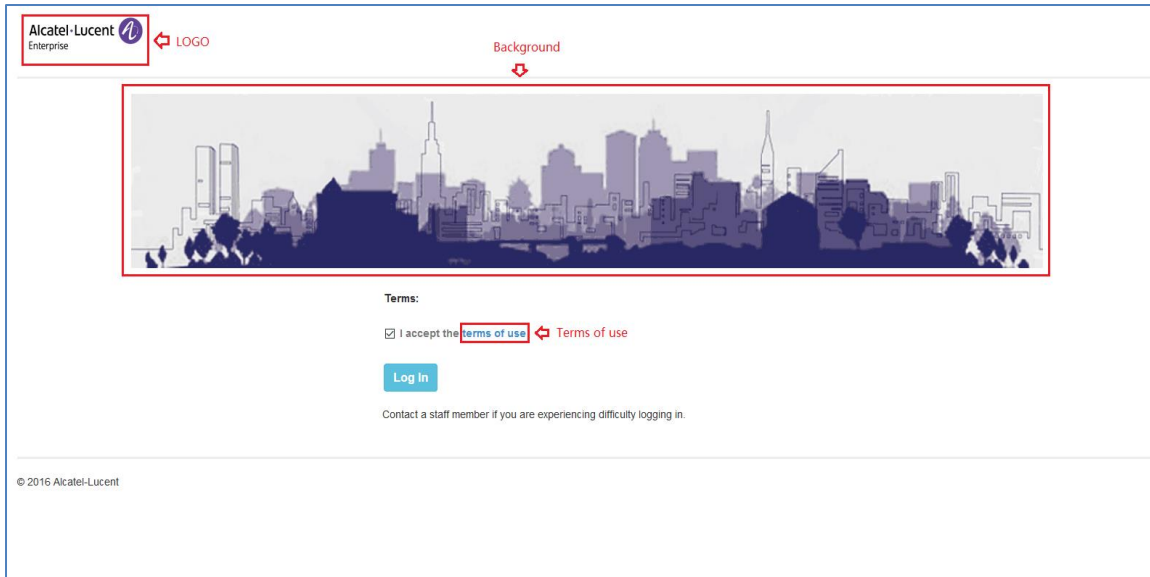 Alcatel·Lucent
Enterprise
LOGO
Background
Terms:
I accept the terms of use
Terms of use
Log In
Contact a staff member if you are experiencing difficulty logging in.
© 2016 Alcatel-Lucent